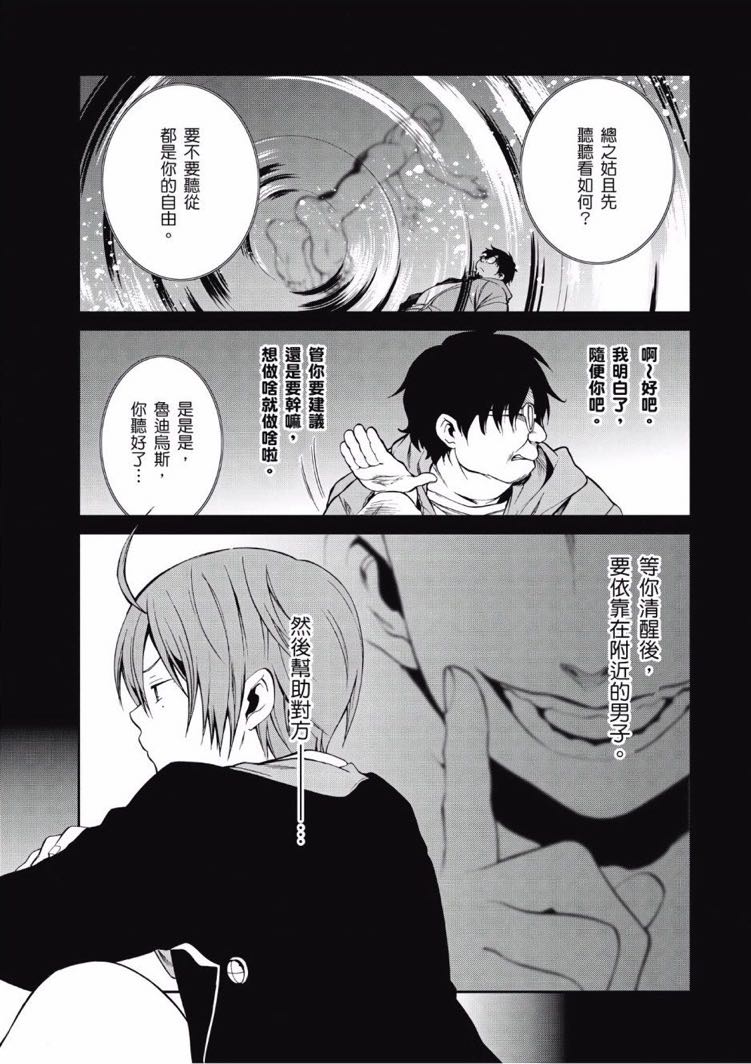 總之姑且先
聽聽看如何？
要不要聽從
都是你的自由。
啊～好吧。
我明白了，
隨便你吧。
管你要建議
還是要幹嘛，
想做啥就做啥啦。
是是是，
魯迪烏斯，
你聽好了…
等你清醒後，
要依靠在附近的男子。
然後幫助對方──……